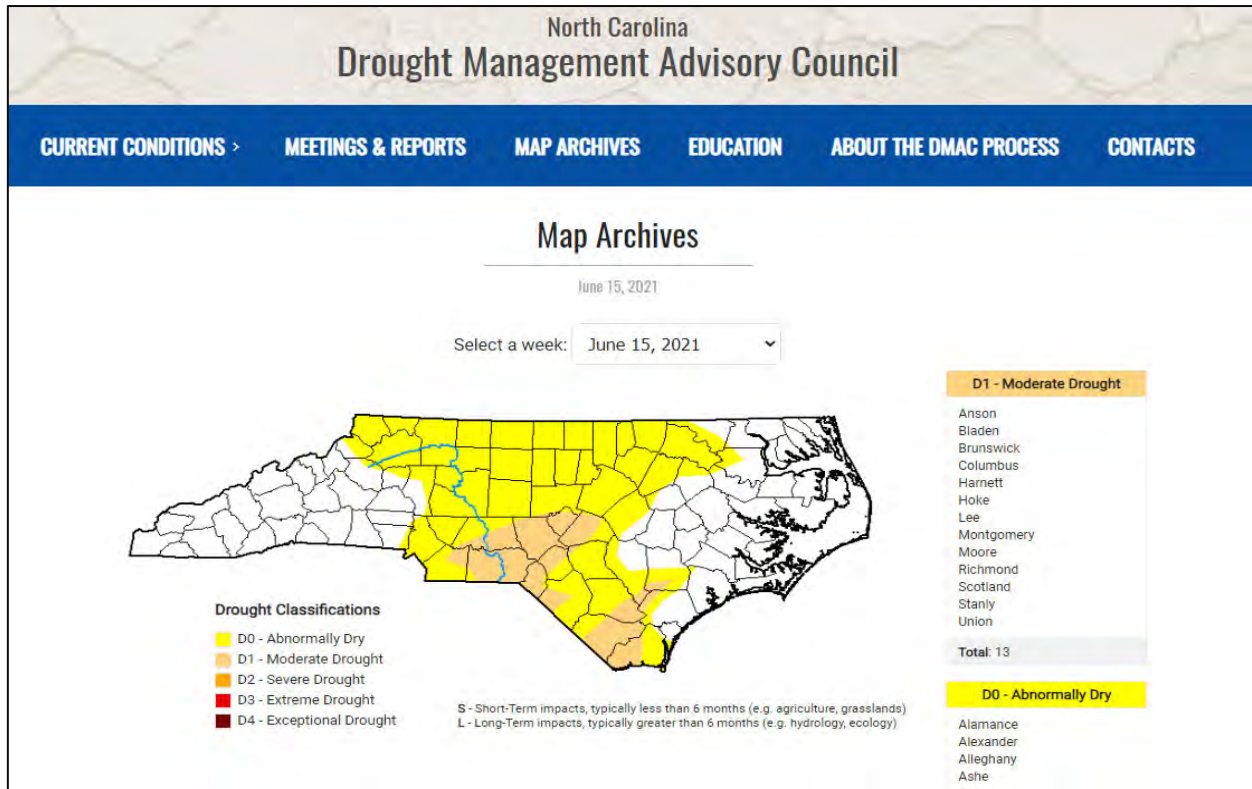 North Carolina
Drought Management Advisory Council
CURRENT CONDITIONS >
MEETINGS & REPORTS
MAP ARCHIVES
EDUCATION
ABOUT THE DMAC PROCESS
CONTACTS
Map Archives
June 15, 2021
Select a week: June 15, 2021
Drought Classifications
D0 - Abnormally Dry
D1 - Moderate Drought
D2 - Severe Drought
D3 - Extreme Drought
D4 - Exceptional Drought
S - Short-Term impacts, typically less than 6 months (e.g. agriculture, grasslands)
L - Long-Term impacts, typically greater than 6 months (e.g. hydrology, ecology)
D1 - Moderate Drought
Anson
Bladen
Brunswick
Columbus
Harnett
Hoke
Lee
Montgomery
Moore
Richmond
Scotland
Stanly
Union
Total: 13
D0 - Abnormally Dry
Alamance
Alexander
Alleghany
Ashe